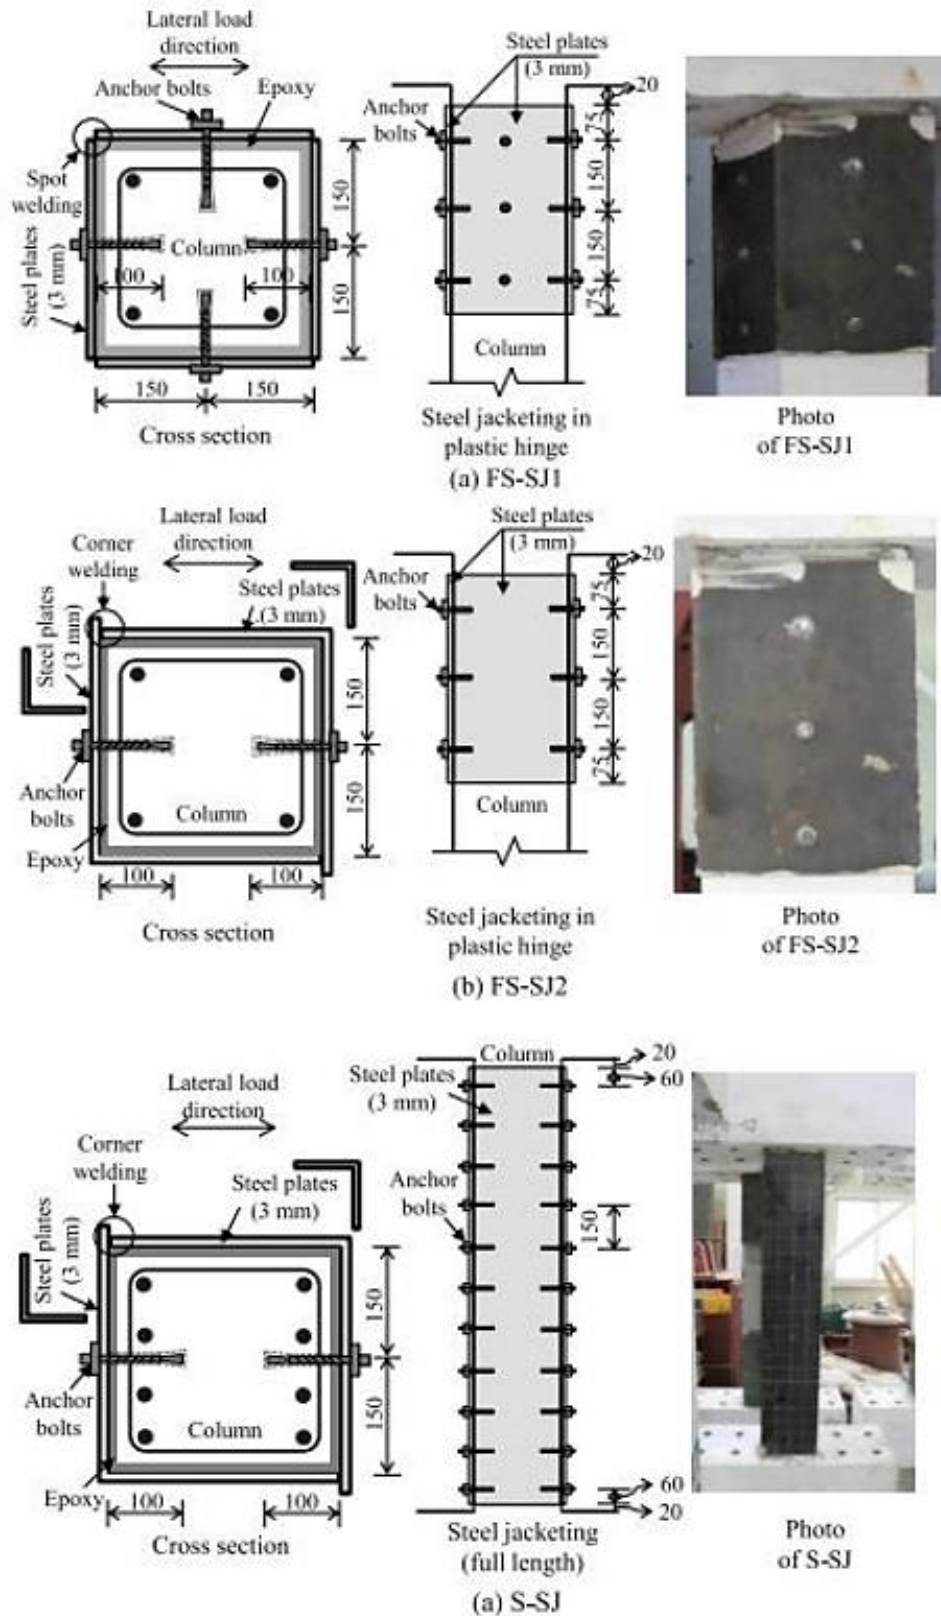 Lateral load
direction
Anchor bolts
Epoxy
Spot
welding
Steel plates
(3 mm)
Column
100
100
150
150
150
150
Cross section
Steel plates
(3 mm)
Anchor
bolts
20
75
150
150
75
Column
Steel jacketing in
plastic hinge
(a) FS-SJ1
Photo
of FS-SJ1
Lateral load
direction
Corner
welding
Steel plates
(3 mm)
Steel plates
(3 mm)
Anchor
bolts
Column
Epoxy
100
100
150
150
Cross section
Steel plates
(3 mm)
Anchor
bolts
20
75
150
150
75
Column
Steel jacketing in
plastic hinge
(b) FS-SJ2
Photo
of FS-SJ2
Lateral load
direction
Corner
welding
Steel plates
(3 mm)
Steel plates
(3 mm)
Anchor
bolts
Column
Epoxy
100
100
150
150
Cross section
Column
Steel plates
(3 mm)
Anchor
bolts
20
60
150
60
20
Steel jacketing
(full length)
(a) S-SJ
Photo
of S-SJ